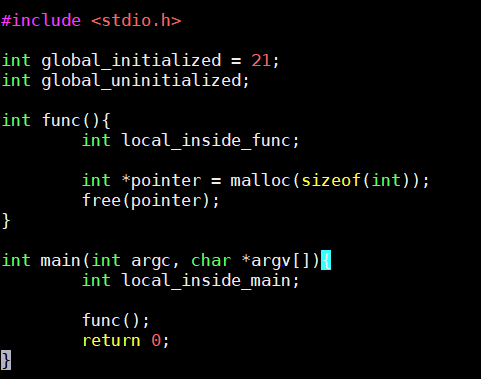 #include <stdio.h>
int global_initialized = 21;
int global_uninitialized;
int func(){
int local_inside_func;
int *pointer = malloc(sizeof(int));
free(pointer);
}
int main(int argc, char *argv[]){
int local_inside_main;
func();
return 0;
}